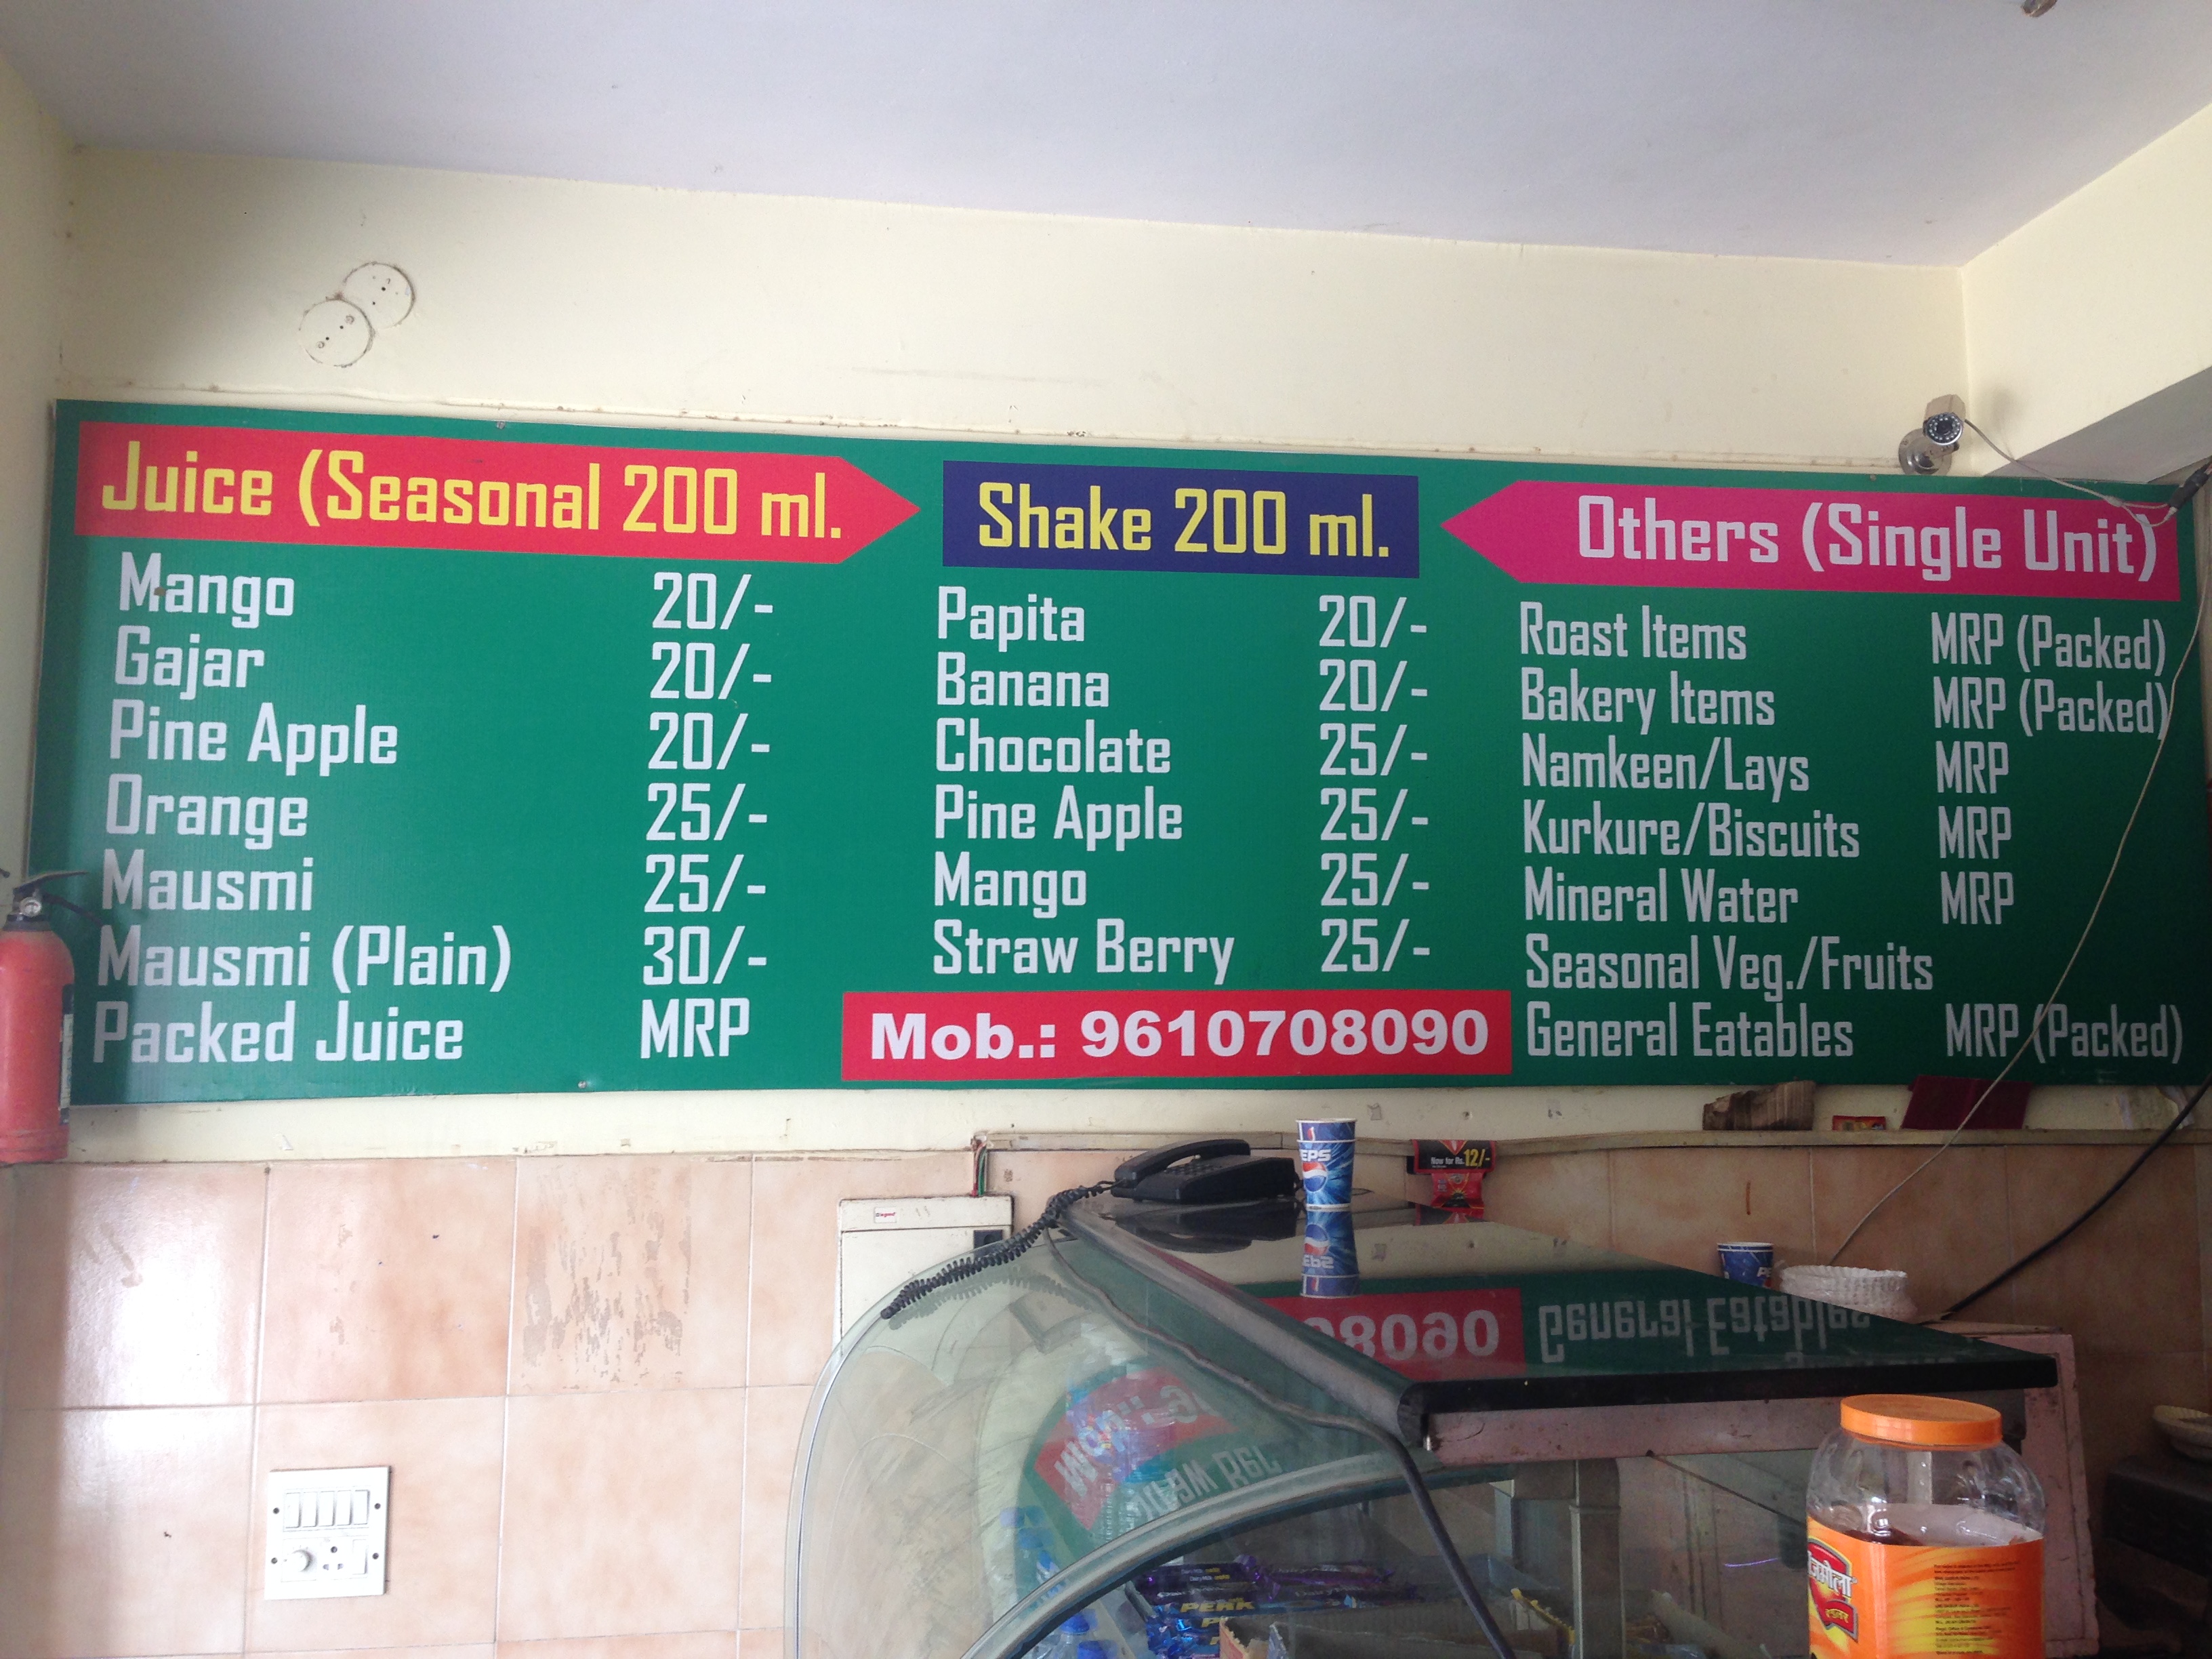 Juice (Seasonal 200 ml.
Mango 20/-
Gajar 20/-
Pine Apple 20/-
Orange 25/-
Mausmi 25/-
Mausmi (Plain) 30/-
Packed Juice MRP
Shake 200 ml.
Papita 20/-
Banana 20/-
Chocolate 25/-
Pine Apple 25/-
Mango 25/-
Straw Berry 25/-
Mob.: 9610708090
Others (Single Unit)
Roast Items MRP (Packed)
Bakery Items MRP (Packed)
Namkeen/Lays MRP
Kurkure/Biscuits MRP
Mineral Water MRP
Seasonal Veg./Fruits
General Eatables MRP (Packed)
Now for Rs. 12/-
PERK